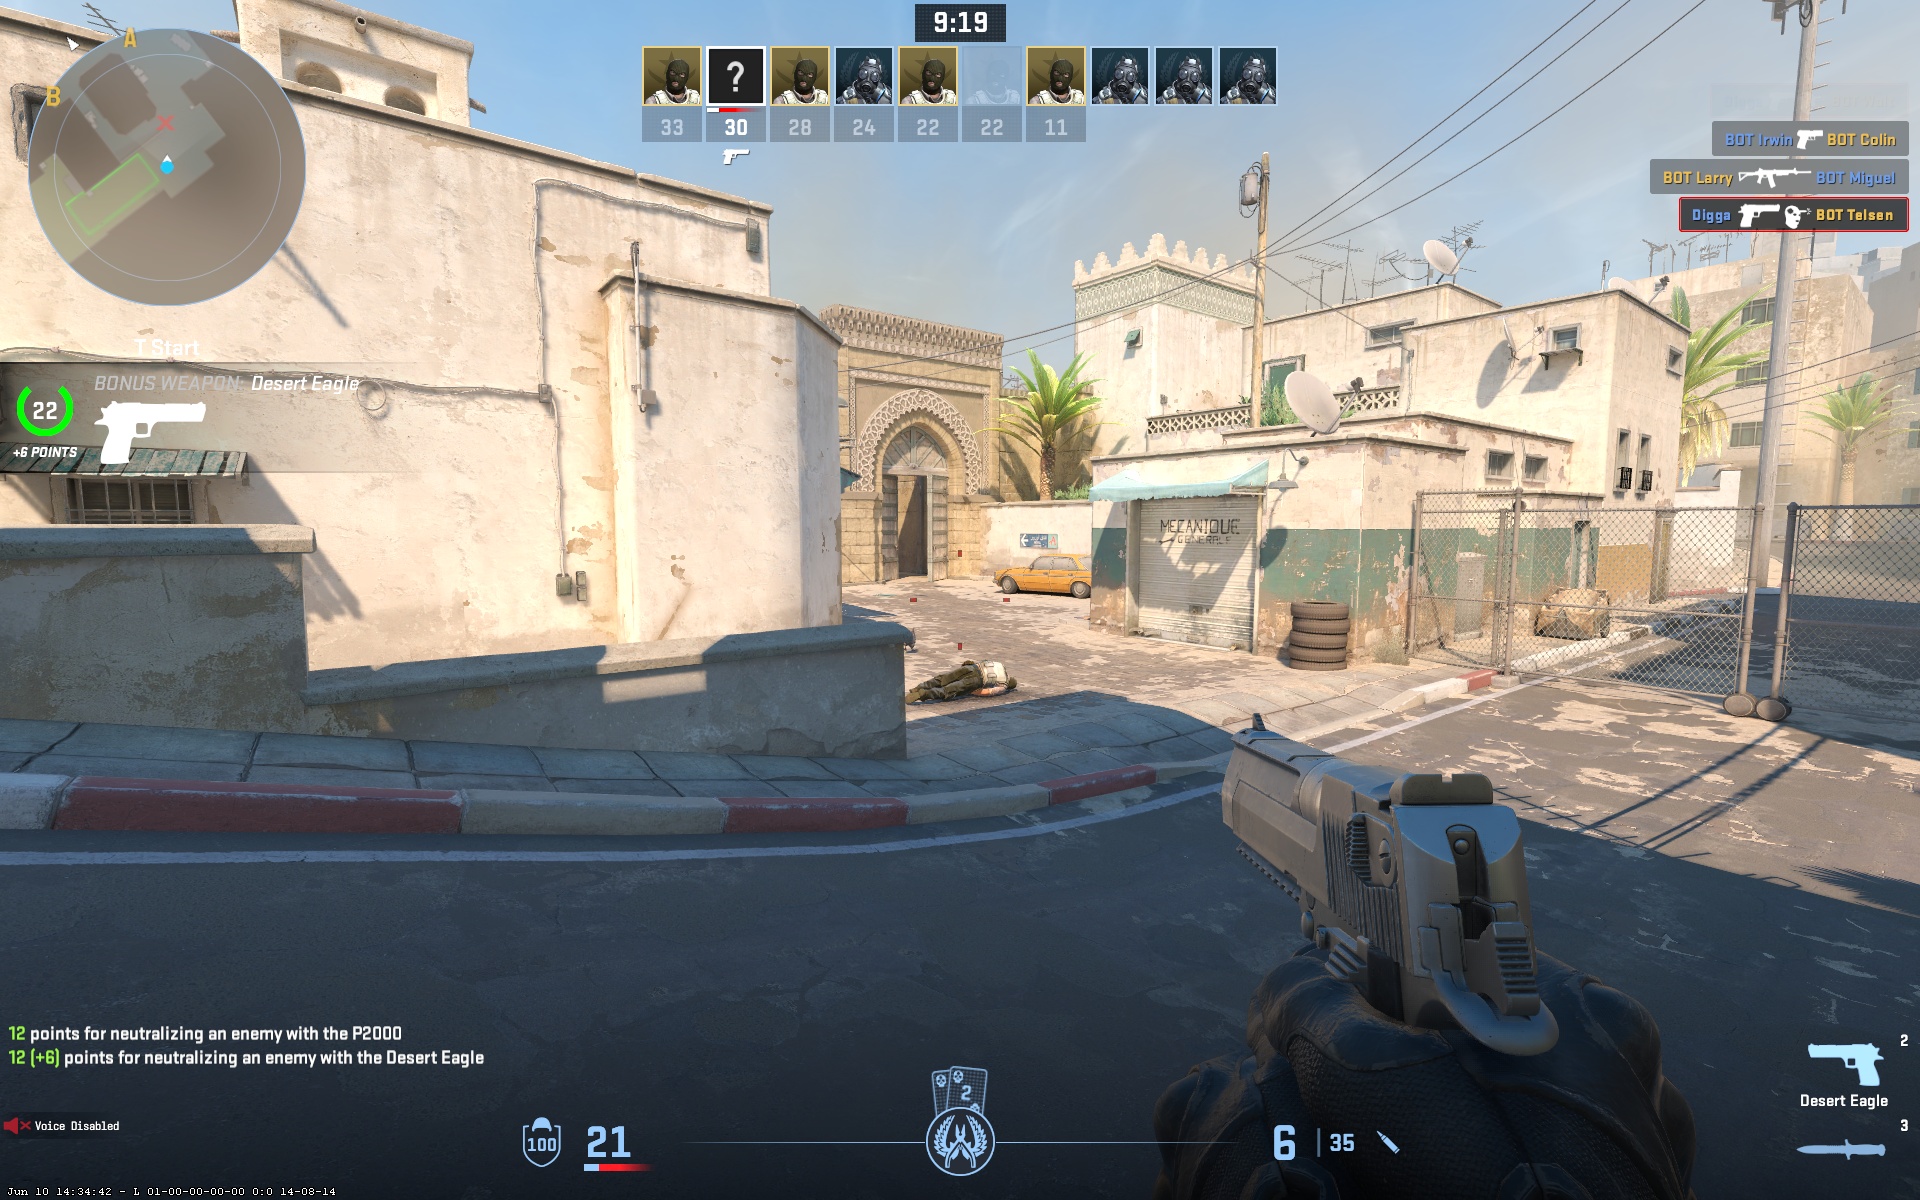 9:19
A
B
?
33 30 28 24 22 22 11
BOT Irwin BOT Colin
BOT Larry BOT Miguel
Digga BOT Telsen
T Start
BONUS WEAPON: Desert Eagle
22
+6 POINTS
MECANIQUE
GENERALE
12 points for neutralizing an enemy with the P2000
12 (+6) points for neutralizing an enemy with the Desert Eagle
2
Desert Eagle
3
Voice Disabled
100 21
2
6 35
Jun 10 14:34:42 - L 01-00-00-00-00 0:0 14-08-14